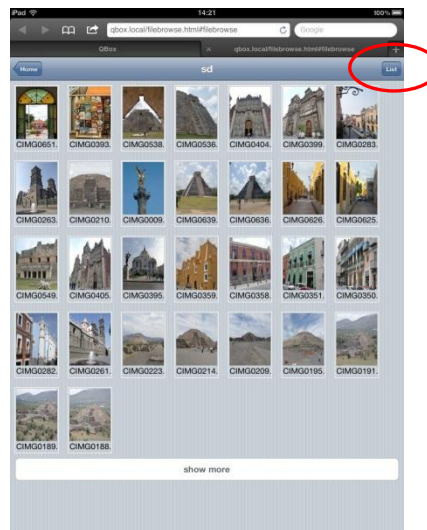 iPad 14:21 100%
qbox.local/filebrowse.html#filebrowse Google
QBox × qbox.local/filebrowse.html#filebrowse +
Home sd List
CIMG0651. CIMG0393. CIMG0538. CIMG0536. CIMG0404. CIMG0399. CIMG0283.
CIMG0263. CIMG0210. CIMG0009. CIMG0639. CIMG0636. CIMG0626. CIMG0625.
CIMG0549. CIMG0405. CIMG0395. CIMG0359. CIMG0358. CIMG0351. CIMG0350.
CIMG0282. CIMG0261. CIMG0223. CIMG0214. CIMG0209. CIMG0195. CIMG0191.
CIMG0189. CIMG0188.
show more